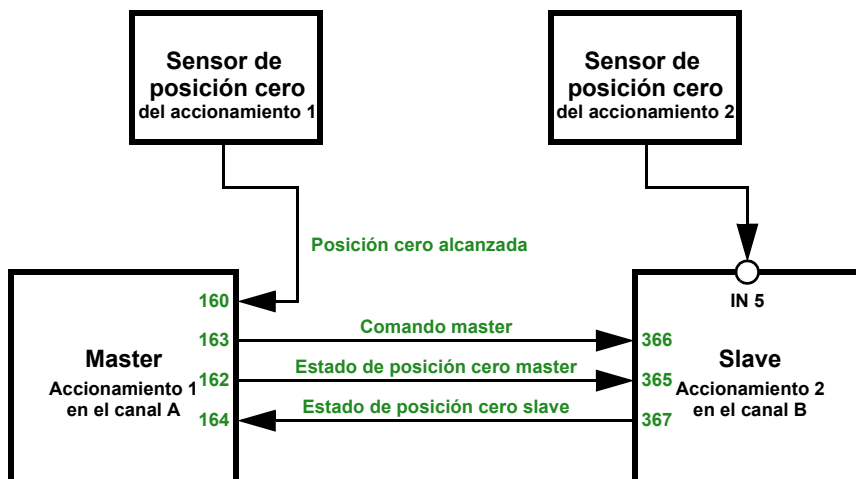 Sensor de
posición cero
del accionamiento 1
Sensor de
posición cero
del accionamiento 2
Posición cero alcanzada
160
IN 5
163
Comando master
366
Master
Slave
162
Estado de posición cero master
365
Accionamiento 1
en el canal A
Accionamiento 2
en el canal B
164
Estado de posición cero slave
367